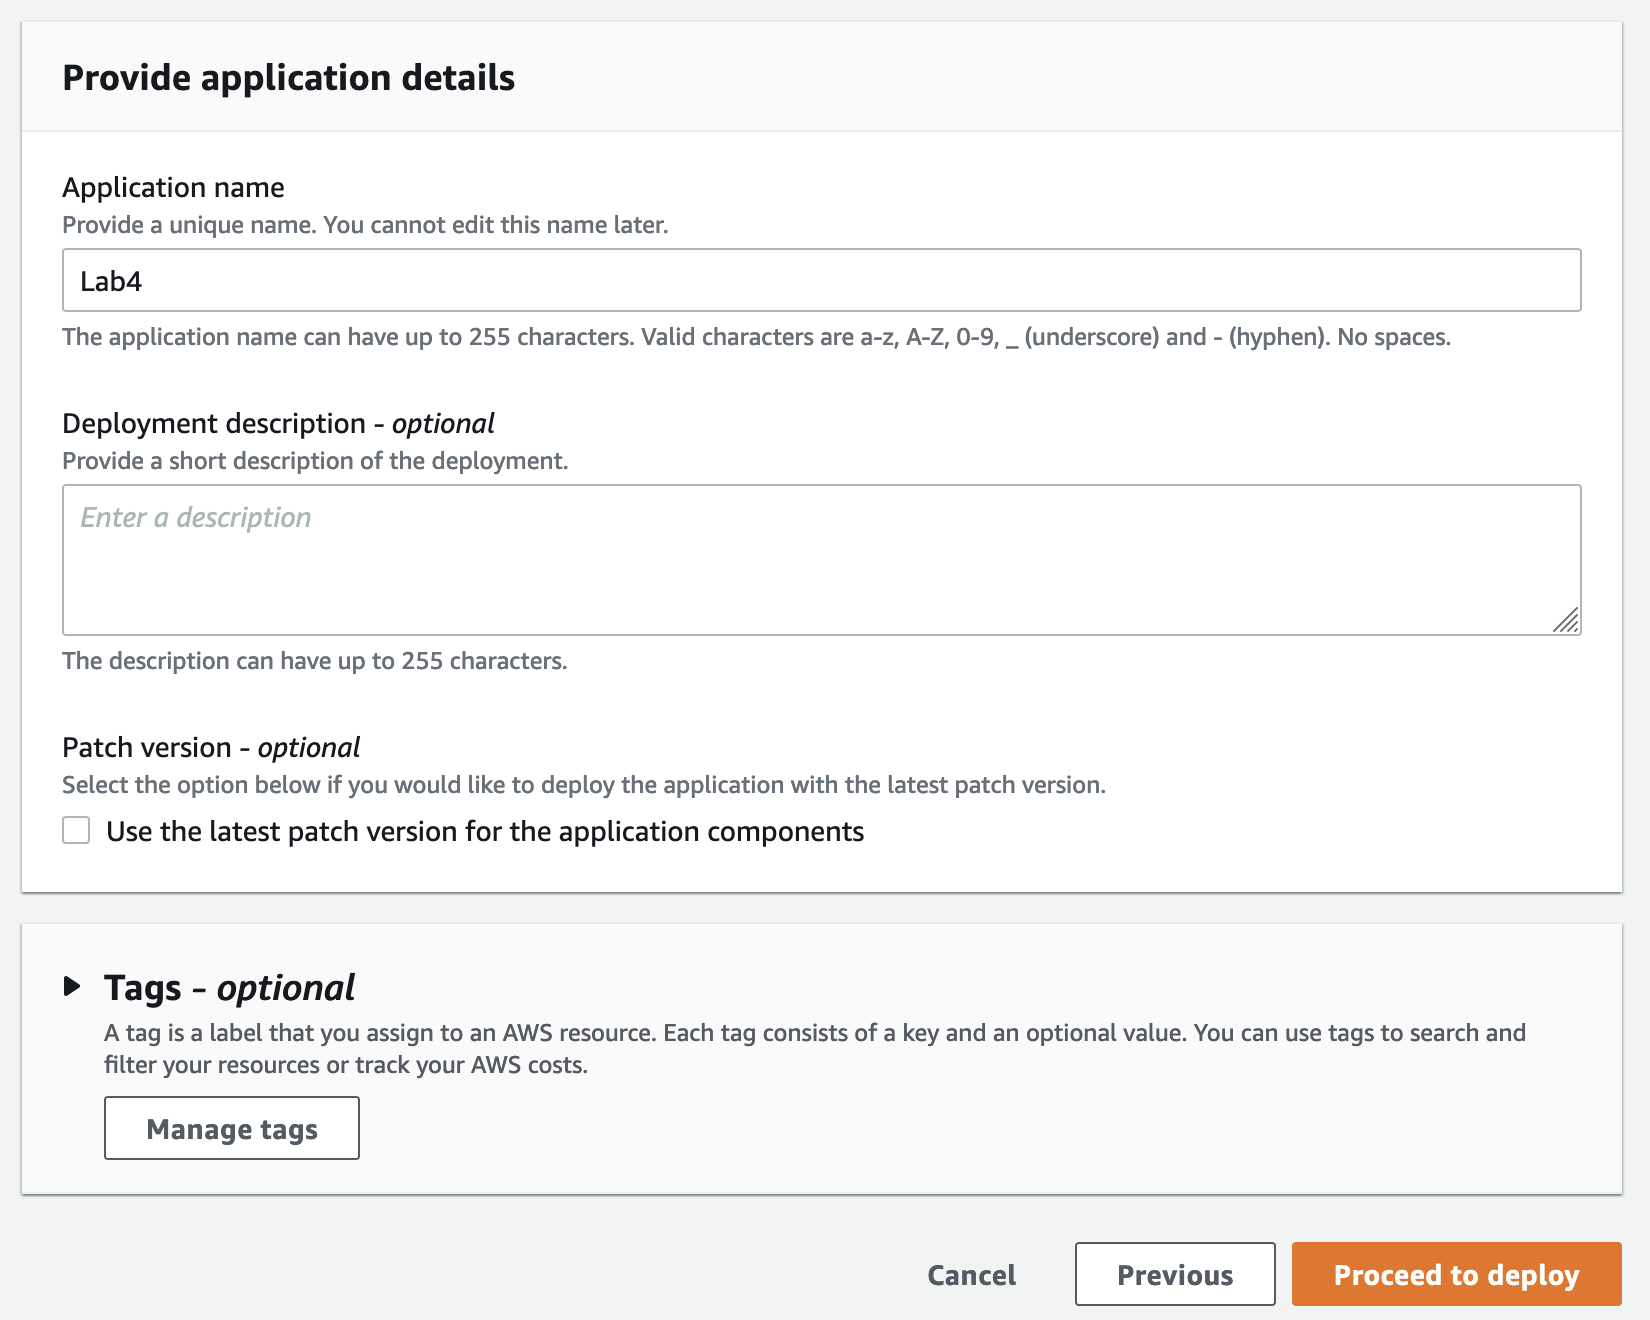 Provide application details
Application name
Provide a unique name. You cannot edit this name later.
Lab4
The application name can have up to 255 characters. Valid characters are a-z, A-Z, 0-9, _ (underscore) and - (hyphen). No spaces.
Deployment description - optional
Provide a short description of the deployment.
Enter a description
The description can have up to 255 characters.
Patch version - optional
Select the option below if you would like to deploy the application with the latest patch version.
Use the latest patch version for the application components
Tags - optional
A tag is a label that you assign to an AWS resource. Each tag consists of a key and an optional value. You can use tags to search and
filter your resources or track your AWS costs.
Manage tags
Cancel Previous Proceed to deploy